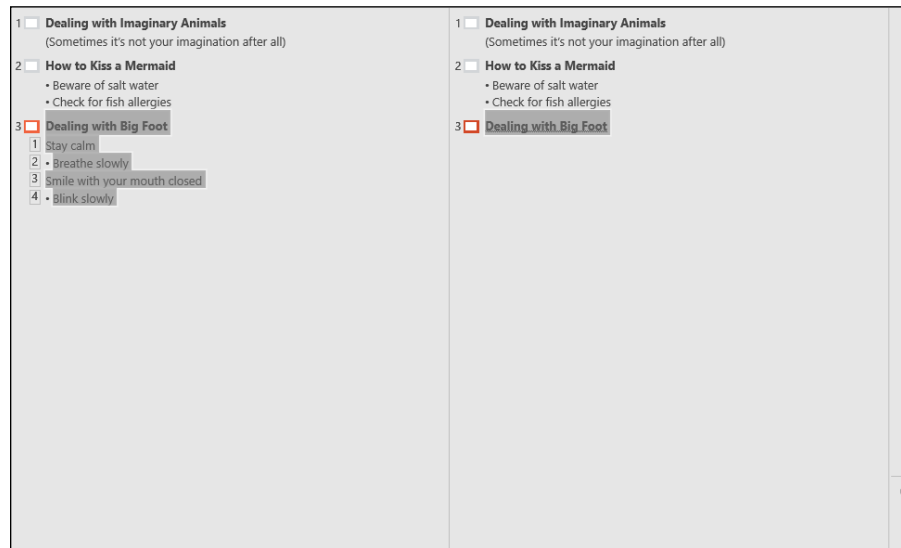 1 Dealing with Imaginary Animals
(Sometimes it's not your imagination after all)
2 How to Kiss a Mermaid
• Beware of salt water
• Check for fish allergies
3 Dealing with Big Foot
1 Stay calm
2 • Breathe slowly
3 Smile with your mouth closed
4 • Blink slowly
1 Dealing with Imaginary Animals
(Sometimes it's not your imagination after all)
2 How to Kiss a Mermaid
• Beware of salt water
• Check for fish allergies
3 Dealing with Big Foot